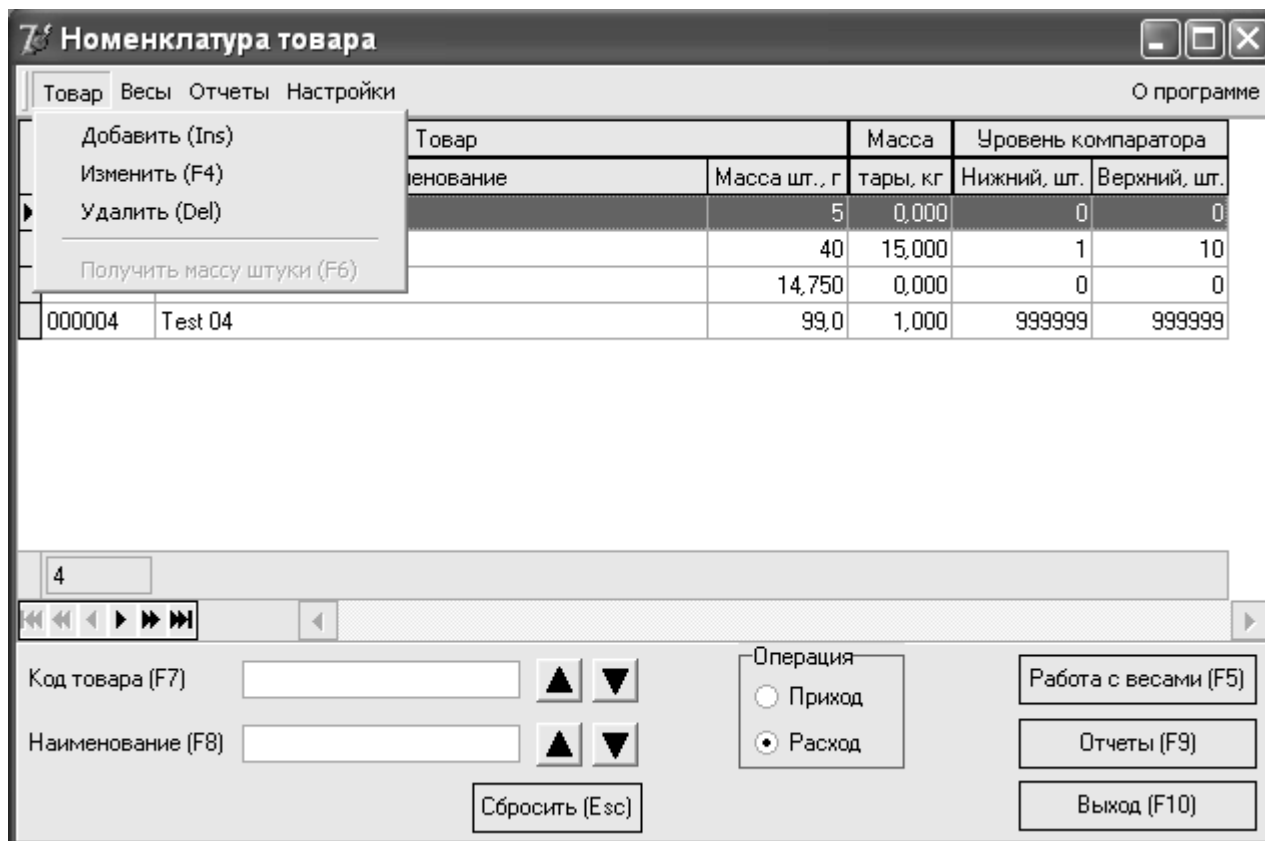 Номенклатура товара
Товар Весы Отчеты Настройки О программе
Добавить (Ins)
Изменить (F4)
Удалить (Del)
Получить массу штуки (F6)
Товар Масса Уровень компаратора
енование Масса шт., г тары, кг Нижний, шт. Верхний, шт.
5 0,000 0 0
40 15,000 1 10
14,750 0,000 0 0
000004 Test 04 99,0 1,000 999999 999999
4
Код товара (F7)
Наименование (F8)
Сбросить (Esc)
Операция
Приход
Расход
Работа с весами (F5)
Отчеты (F9)
Выход (F10)